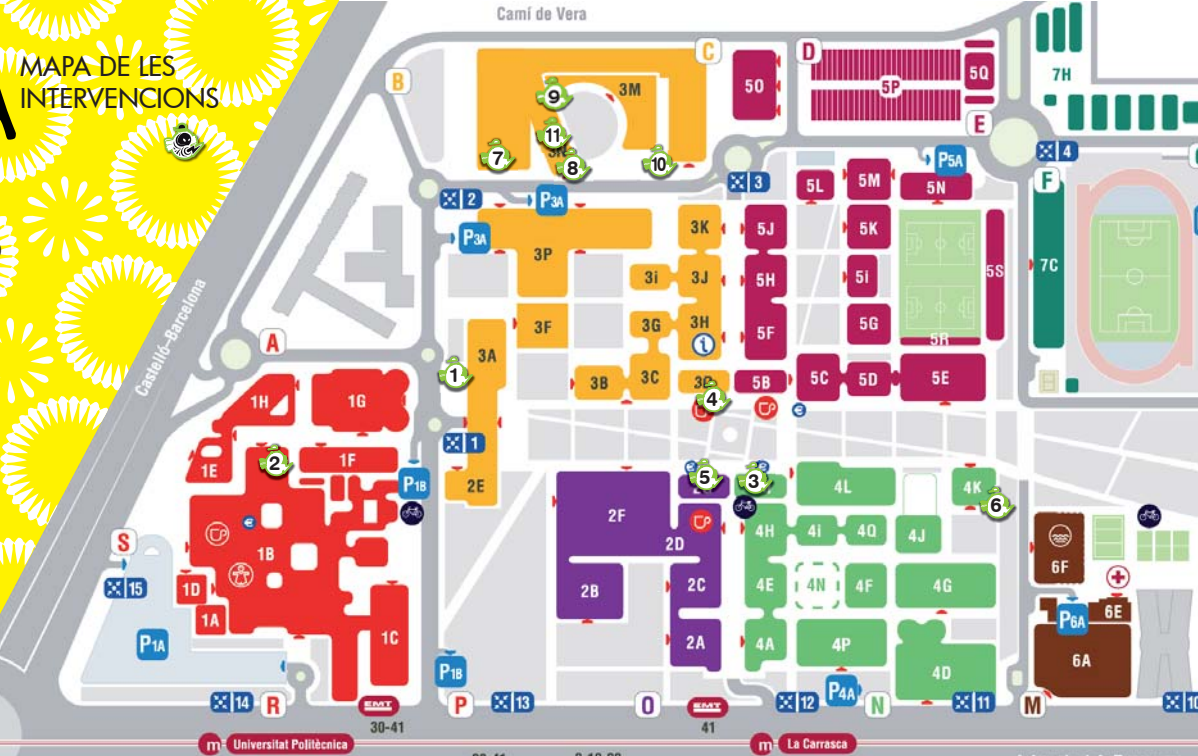 MAPA DE LES
INTERVENCIONS
A
Camí de Vera
Castelló-Barcelona
B
C
D
E
F
A
S
R
P
O
N
M
9
11
7
8
10
1
2
3
4
5
6
3M
5O
5P
5Q
7H
2
P3A
3
P5A
4
P3A
5L
5M
5N
3K
5J
5K
5S
7C
3P
3i
3J
5H
5i
3F
3G
3H
5F
5G
5R
i
3A
3B
3C
5B
5C
5D
5E
1H
1G
€
1
1E
1F
P1B
2E
2F
4L
4K
€
1B
2D
4H
4i
4Q
4J
6F
15
1D
2B
2C
4E
4N
4F
4G
1A
6E
P6A
P1A
1C
2A
4A
4P
4D
6A
P1B
P4A
14
EMT
30-41
13
EMT
41
12
11
10
m Universitat Politècnica
m La Carrasca